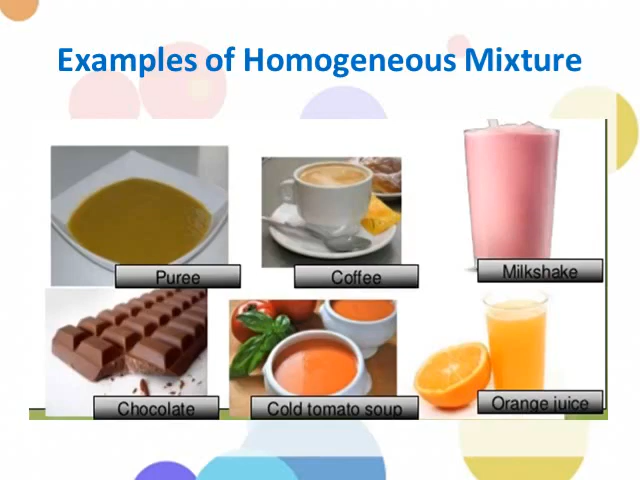 Examples of Homogeneous Mixture
Puree
Coffee
Milkshake
Chocolate
Cold tomato soup
Orange juice